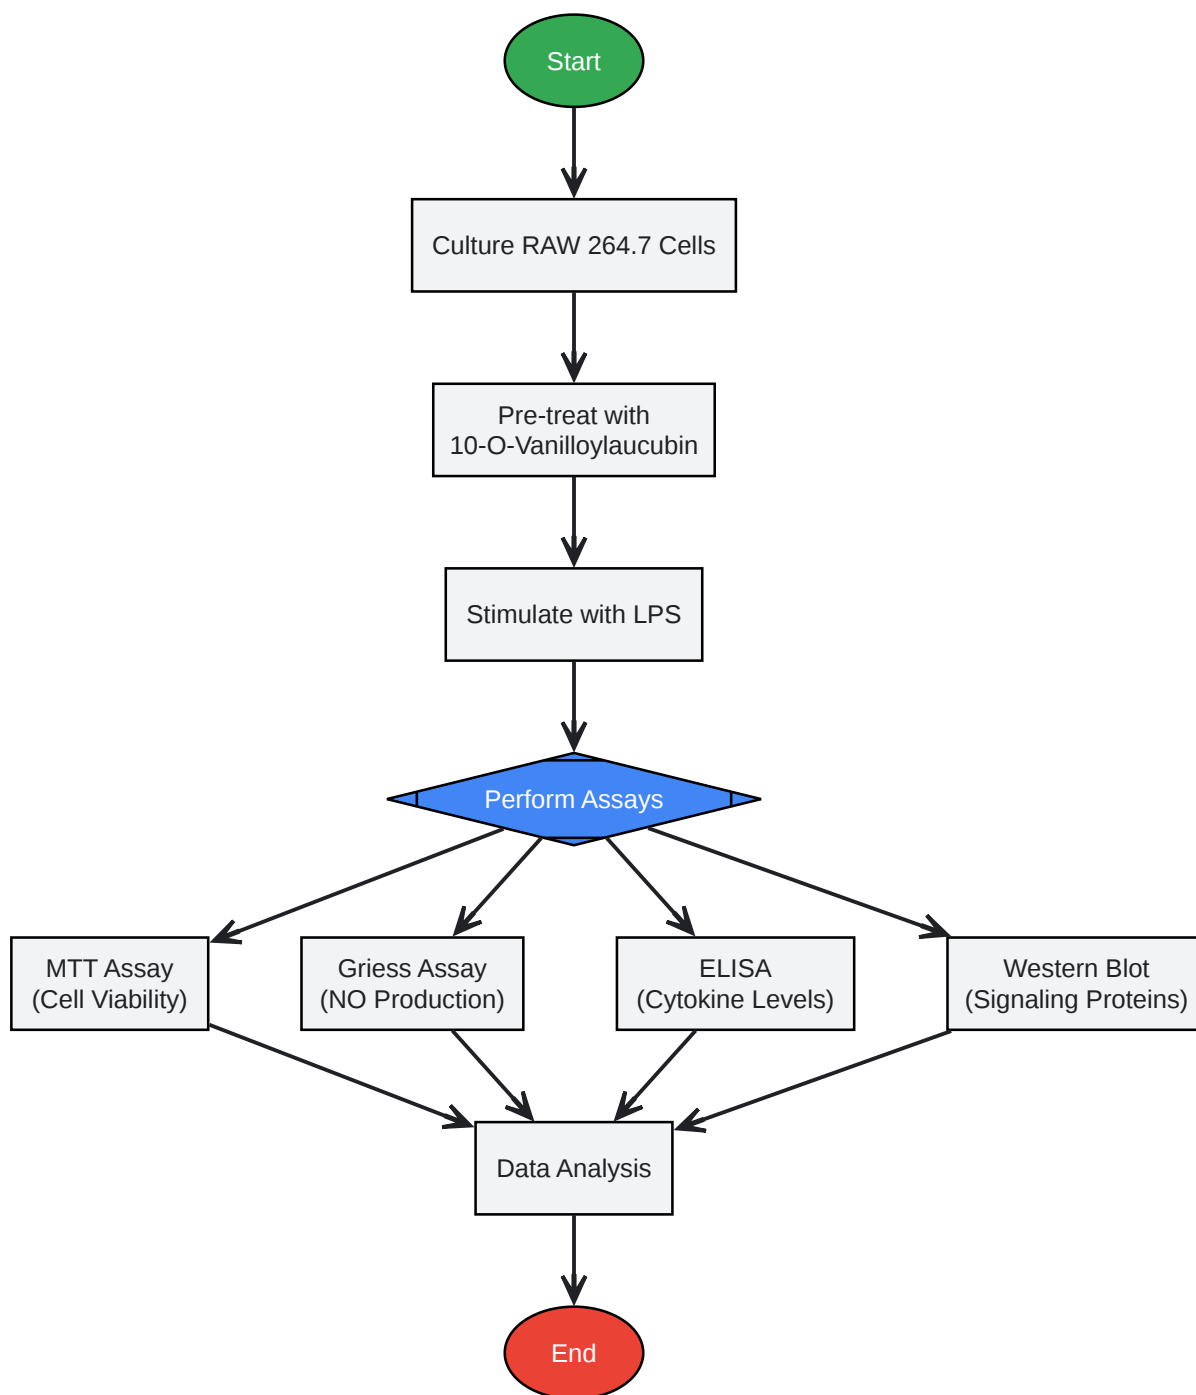 Start
Culture RAW 264.7 Cells
Pre-treat with
10-O-Vanilloylaucubin
Stimulate with LPS
Perform Assays
MTT Assay
(Cell Viability)
Griess Assay
(NO Production)
ELISA
(Cytokine Levels)
Western Blot
(Signaling Proteins)
Data Analysis
End